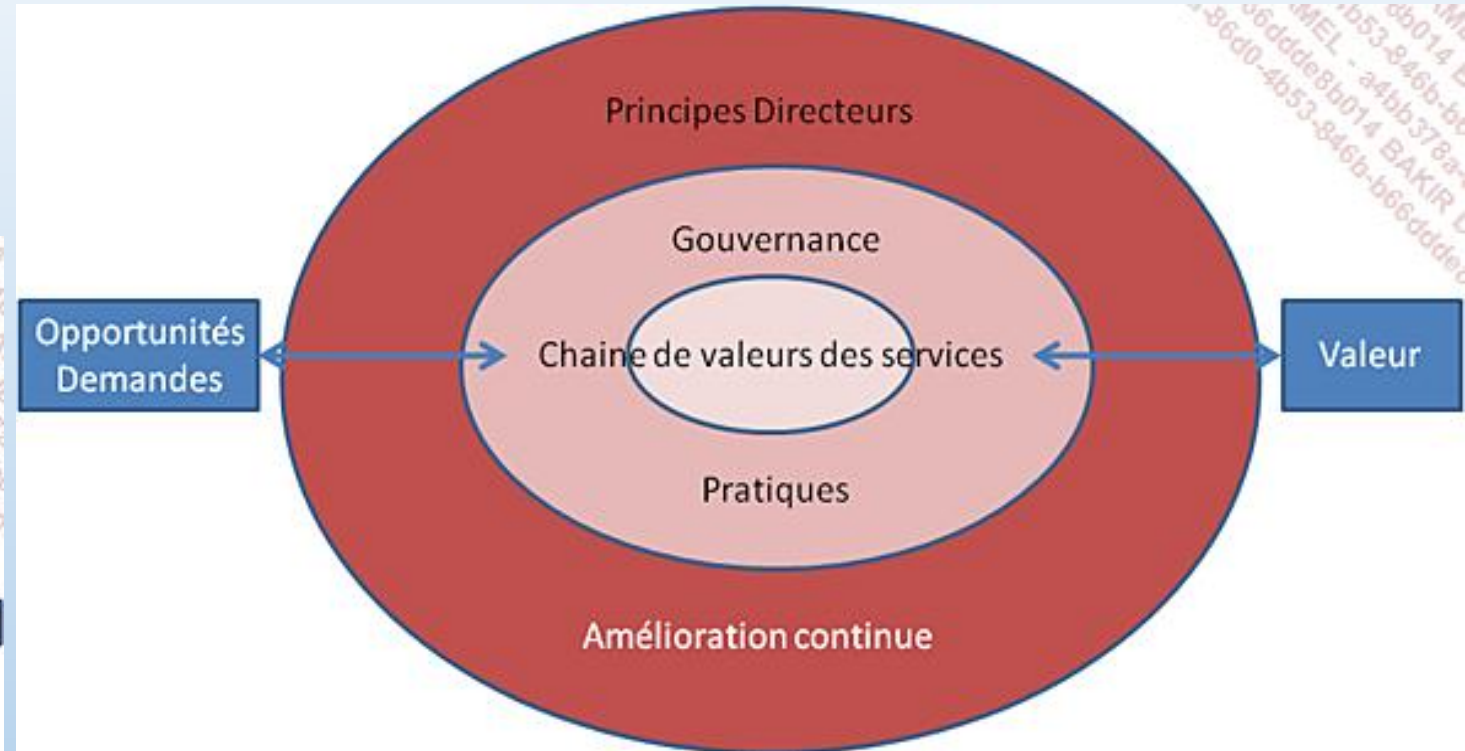 Principes Directeurs
Gouvernance
Opportunités
Demandes
Chaine de valeurs des services
Valeur
Pratiques
Amélioration continue